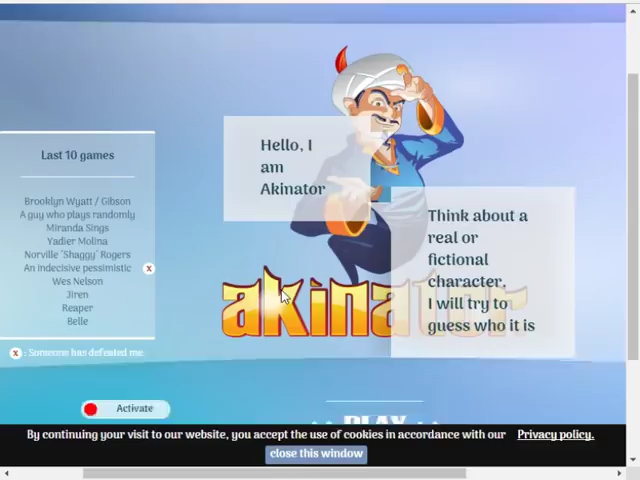 Hello, I
am
Akinator
Think about a
real or
fictional
character.
I will try to
guess who it is
Last 10 games
Brooklyn Wyatt / Gibson
A guy who plays randomly
Miranda Sings
Yadier Molina
Norville "Shaggy" Rogers
An indecisive pessimistic X
Wes Nelson
Jiren
Reaper
Belle
X : Someone has defeated me
akinator
Activate
PLAY
By continuing your visit to our website, you accept the use of cookies in accordance with our Privacy policy.
close this window